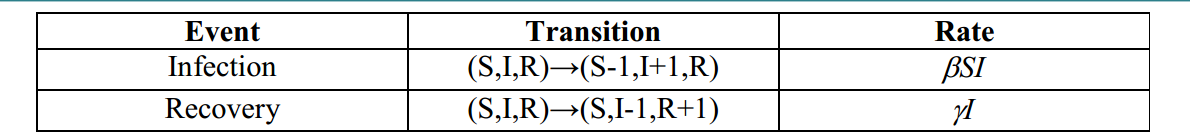 Event Transition Rate
Infection (S,I,R)→(S-1,I+1,R) βSI
Recovery (S,I,R)→(S,I-1,R+1) γI